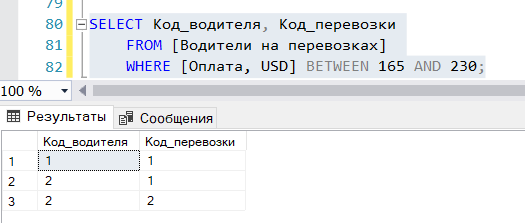 79
80 SELECT Код_водителя, Код_перевозки
81 FROM [Водители на перевозках]
82 WHERE [Оплата, USD] BETWEEN 165 AND 230;
100 %
Результаты Сообщения
Код_водителя Код_перевозки
1 1 1
2 2 1
3 2 2